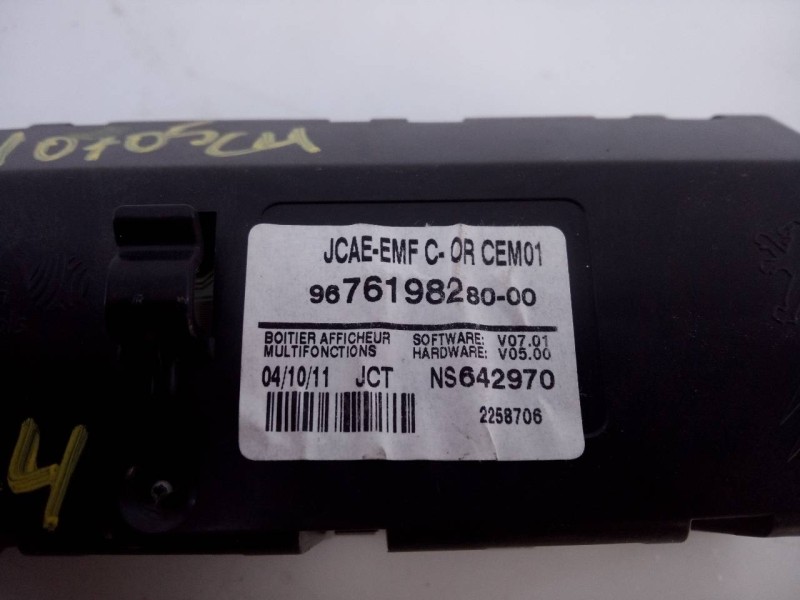 JCAE-EMF C- OR CEM01
9676198280-00
BOITIER AFFICHEUR
MULTIFONCTIONS
SOFTWARE: V07.01
HARDWARE: V05.00
04/10/11 JCT NS642970
2258706
4